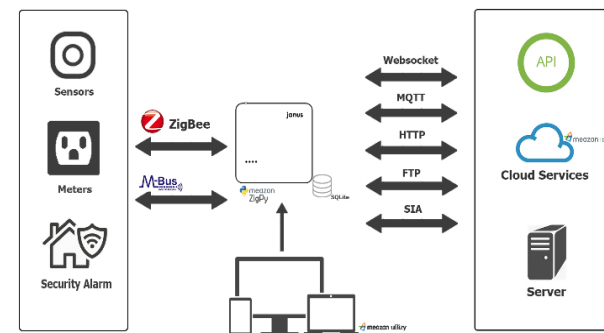 Sensors
Meters
Security Alarm
ZigBee
M-Bus
janus
meazon
ZigPy
SQLite
meazon utility
Websocket
MQTT
HTTP
FTP
SIA
API
meazon
Cloud Services
Server